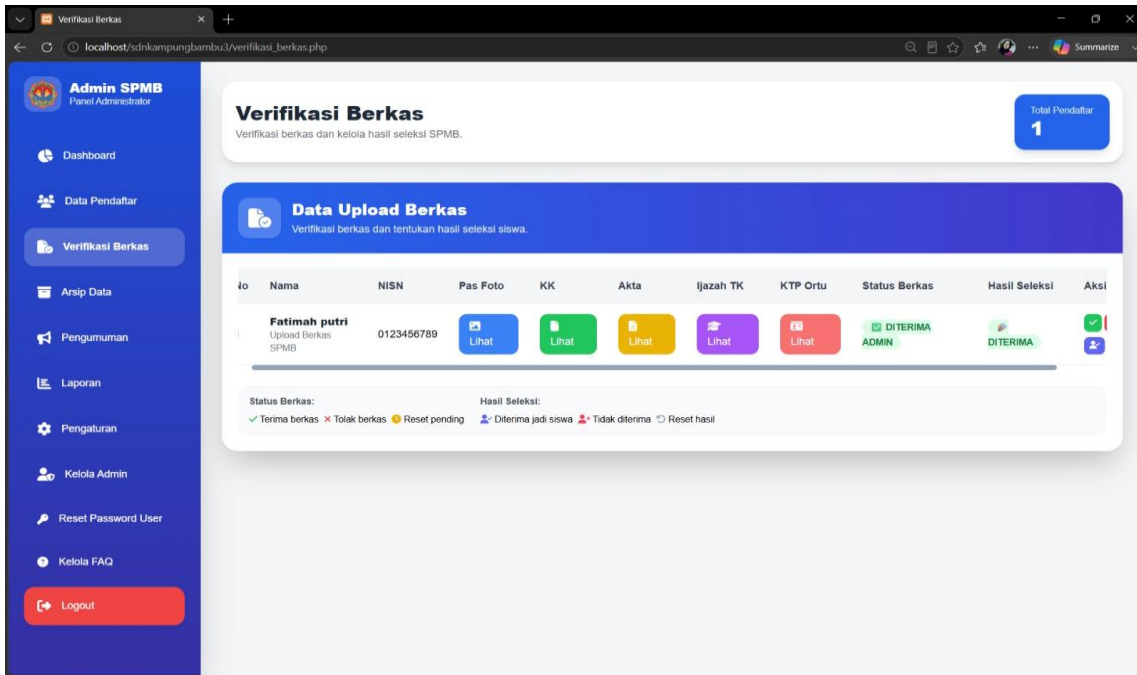 Verifikasi Berkas
localhost/sdnkampungbambu3/verifikasi_berkas.php
Summarize
Admin SPMB
Panel Administrator
Dashboard
Data Pendaftar
Verifikasi Berkas
Arsip Data
Pengumuman
Laporan
Pengaturan
Kelola Admin
Reset Password User
Kelola FAQ
Logout
Verifikasi Berkas
Verifikasi berkas dan kelola hasil seleksi SPMB.
Total Pendaftar
1
Data Upload Berkas
Verifikasi berkas dan tentukan hasil seleksi siswa.
No Nama NISN Pas Foto KK Akta Ijazah TK KTP Ortu Status Berkas Hasil Seleksi Aksi
Fatimah putri
Upload Berkas
SPMB
0123456789
Lihat Lihat Lihat Lihat Lihat
DITERIMA
ADMIN
DITERIMA
Status Berkas:
Terima berkas Tolak berkas Reset pending
Hasil Seleksi:
Diterima jadi siswa Tidak diterima Reset hasil